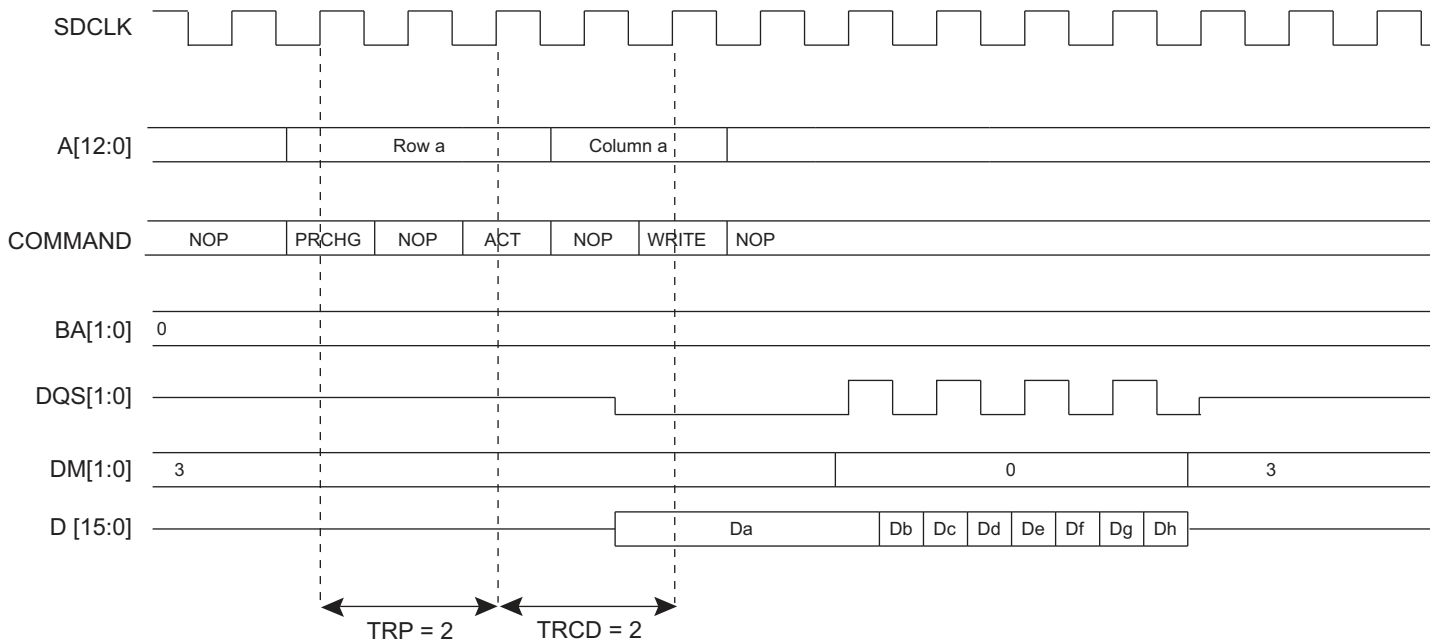 SDCLK
A[12:0] Row a Column a
COMMAND NOP PRCHG NOP ACT NOP WRITE NOP
BA[1:0] 0
DQS[1:0]
DM[1:0] 3 0 3
D [15:0] Da Db Dc Dd De Df Dg Dh
TRP = 2 TRCD = 2